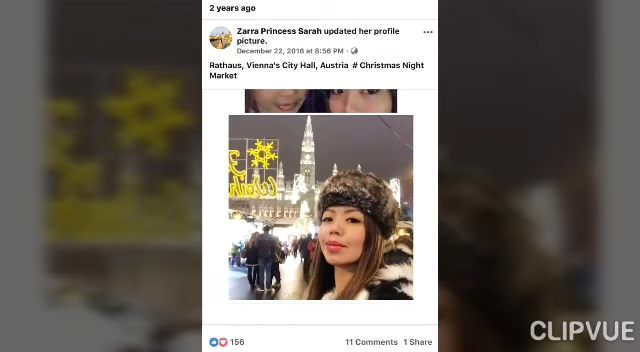 2 years ago
Zarra Princess Sarah updated her profile
picture.
December 22, 2016 at 8:56 PM ·
Rathaus, Vienna's City Hall, Austria # Christmas Night
Market
156
11 Comments 1 Share
CLIPVUE